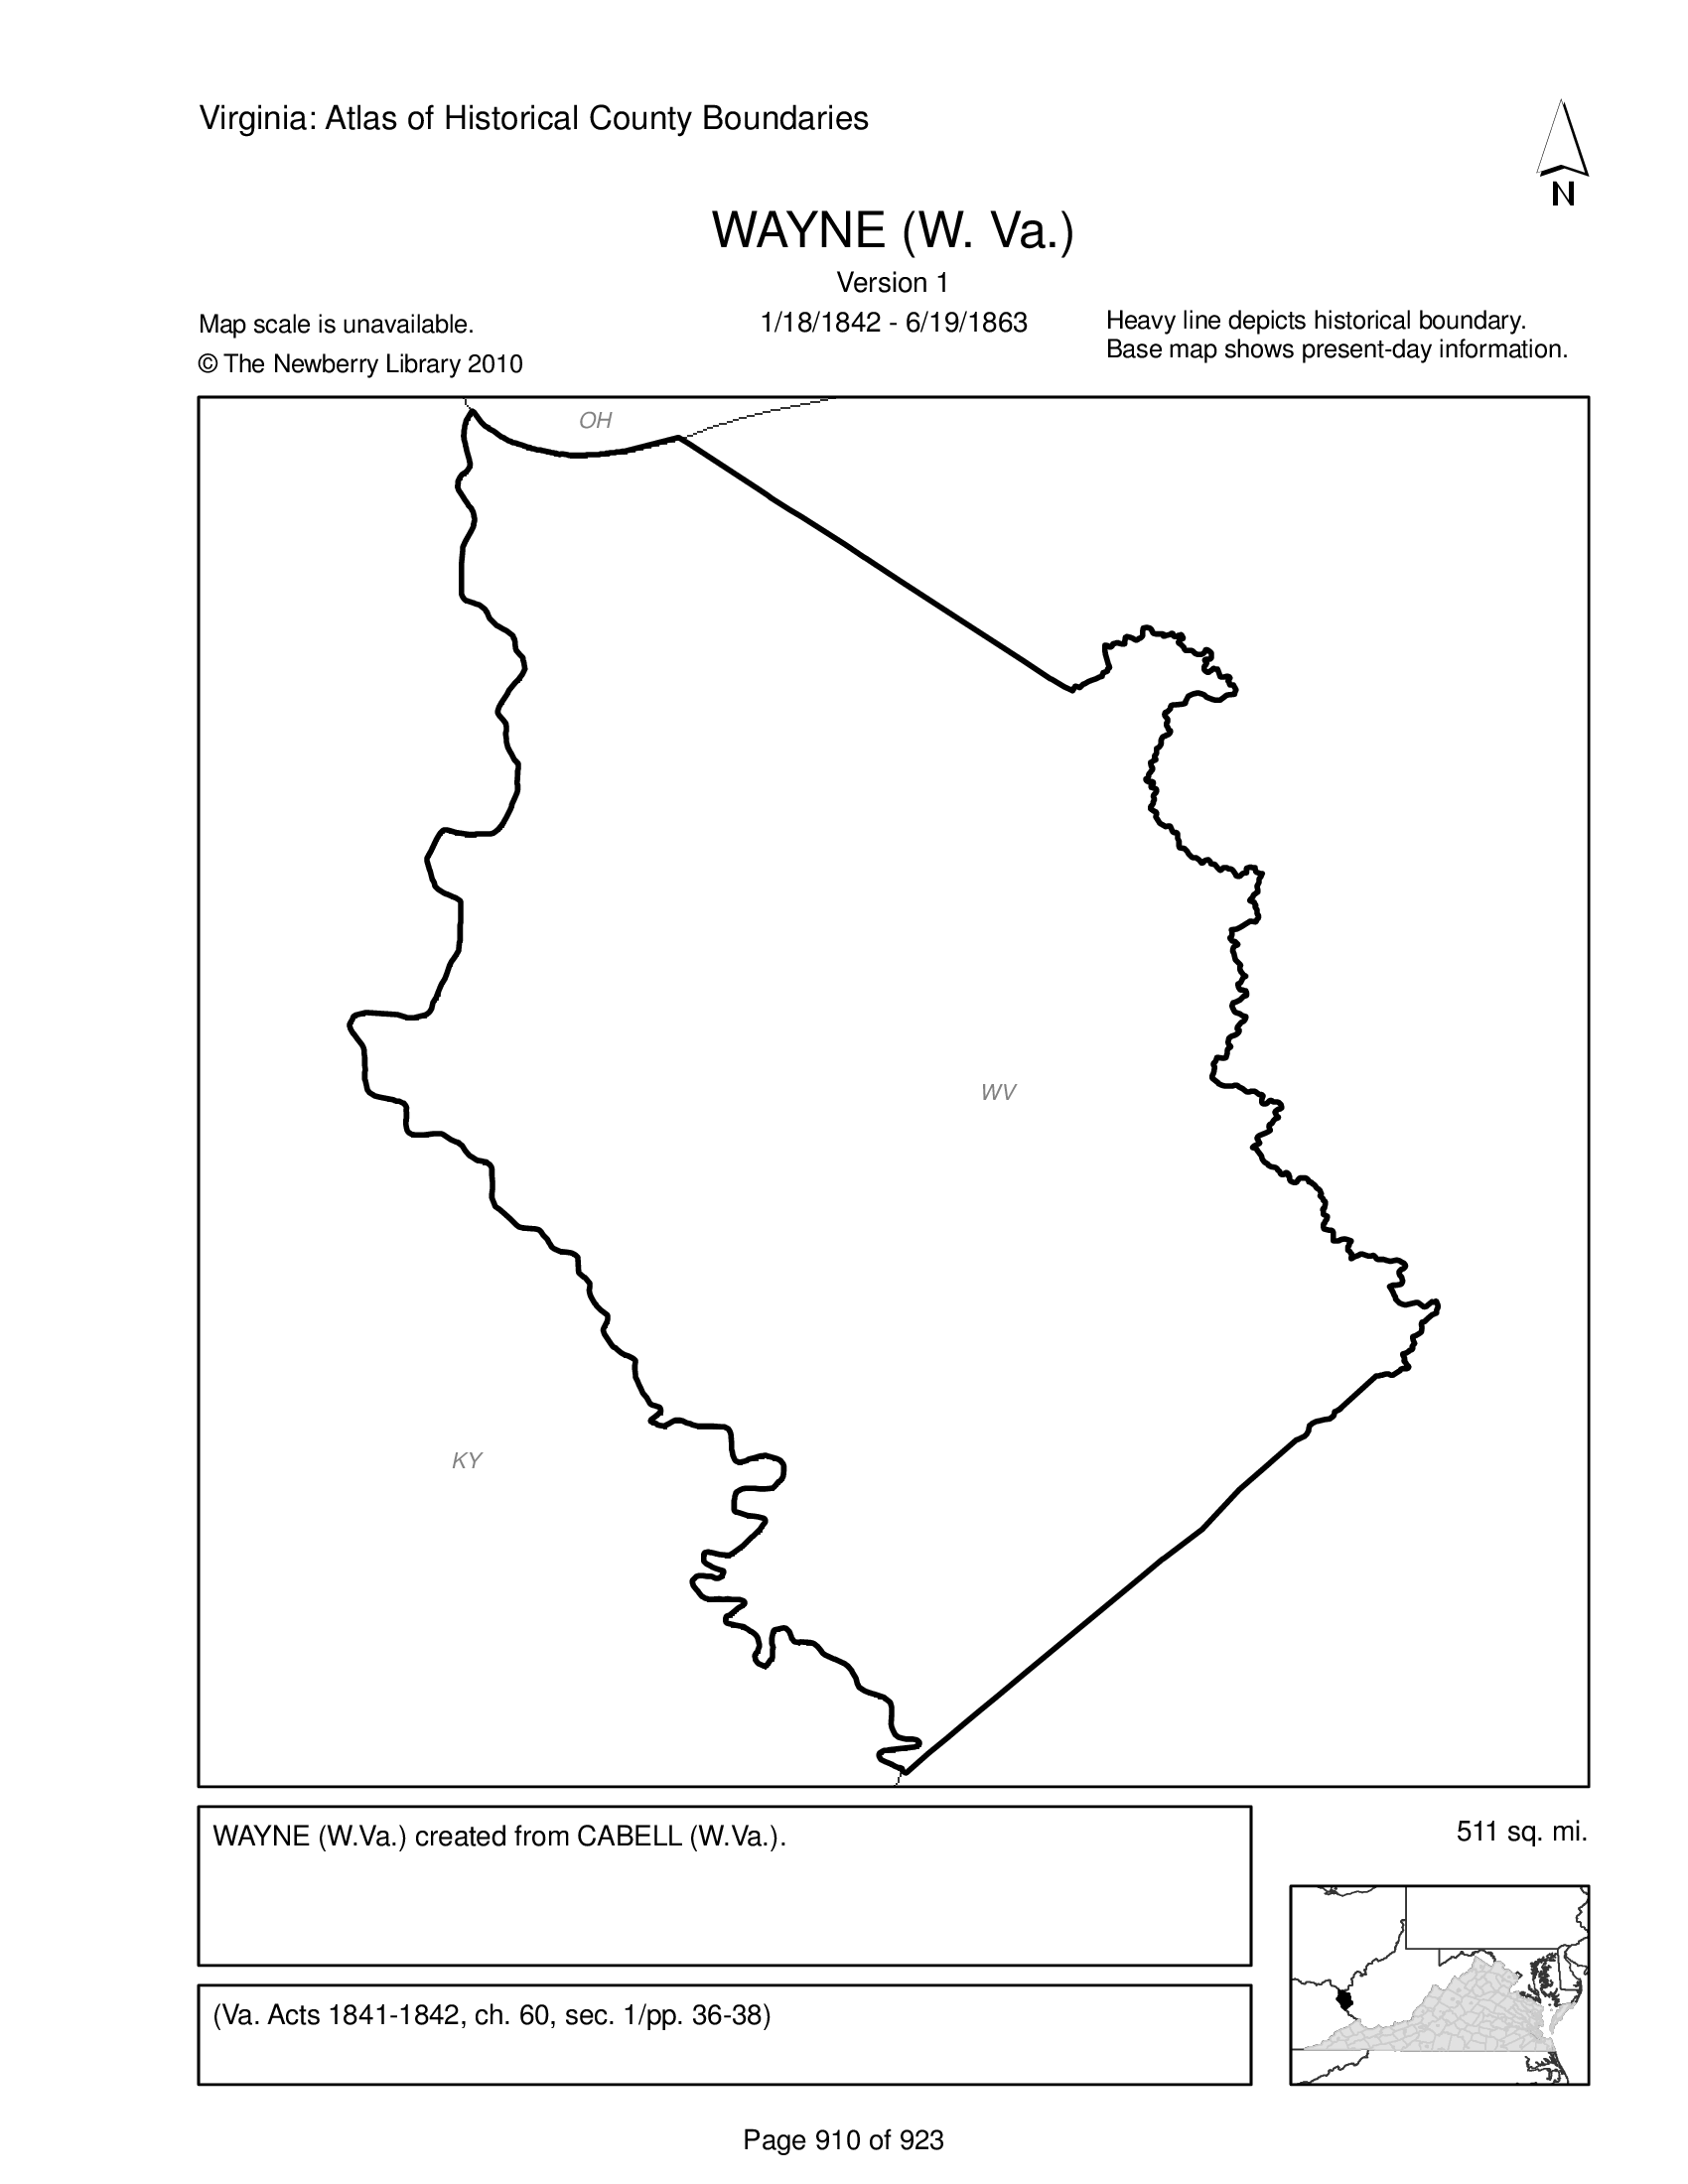 Virginia: Atlas of Historical County Boundaries
N
WAYNE (W. Va.)
Version 1
1/18/1842 - 6/19/1863
Map scale is unavailable.
© The Newberry Library 2010
Heavy line depicts historical boundary.
Base map shows present-day information.
OH
WV
KY
WAYNE (W.Va.) created from CABELL (W.Va.).
511 sq. mi.
(Va. Acts 1841-1842, ch. 60, sec. 1/pp. 36-38)
Page 910 of 923